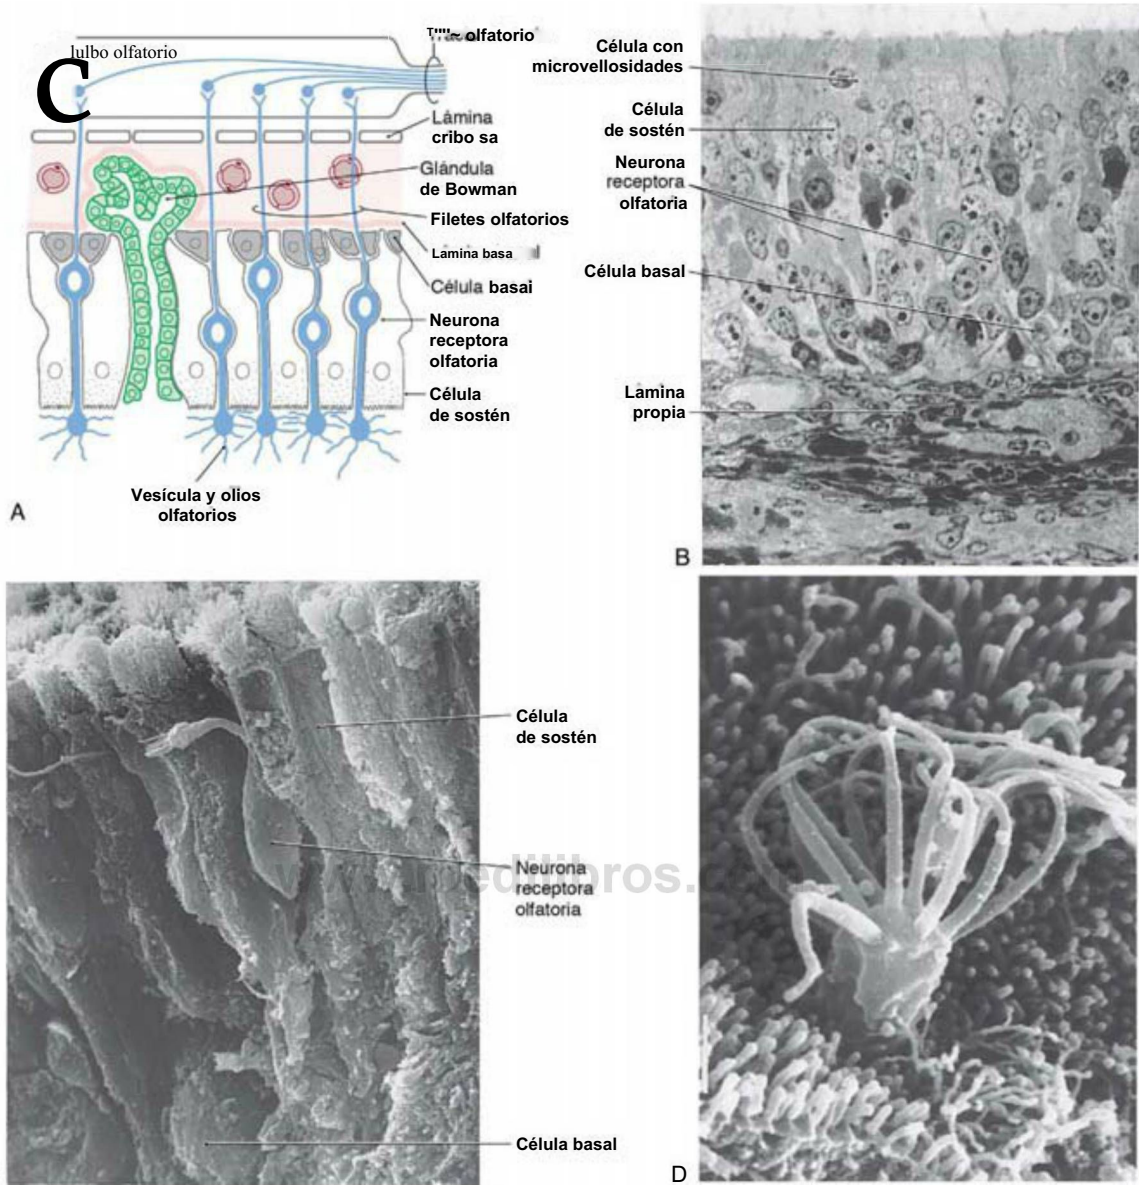 C
lulbo olfatorio
olfatorio
Lámina
cribo sa
Glándula
de Bowman
Filetes olfatorios
Lamina basa l
Célula basai
Neurona
receptora
olfatoria
Célula
de sostén
Vesícula y olios
olfatorios
A
Célula con
microvellosidades
Célula
de sostén
Neurona
receptora
olfatoria
Célula basal
Lamina
propia
B
Célula
de sostén
Neurona
receptora
olfatoria
Célula basal
D